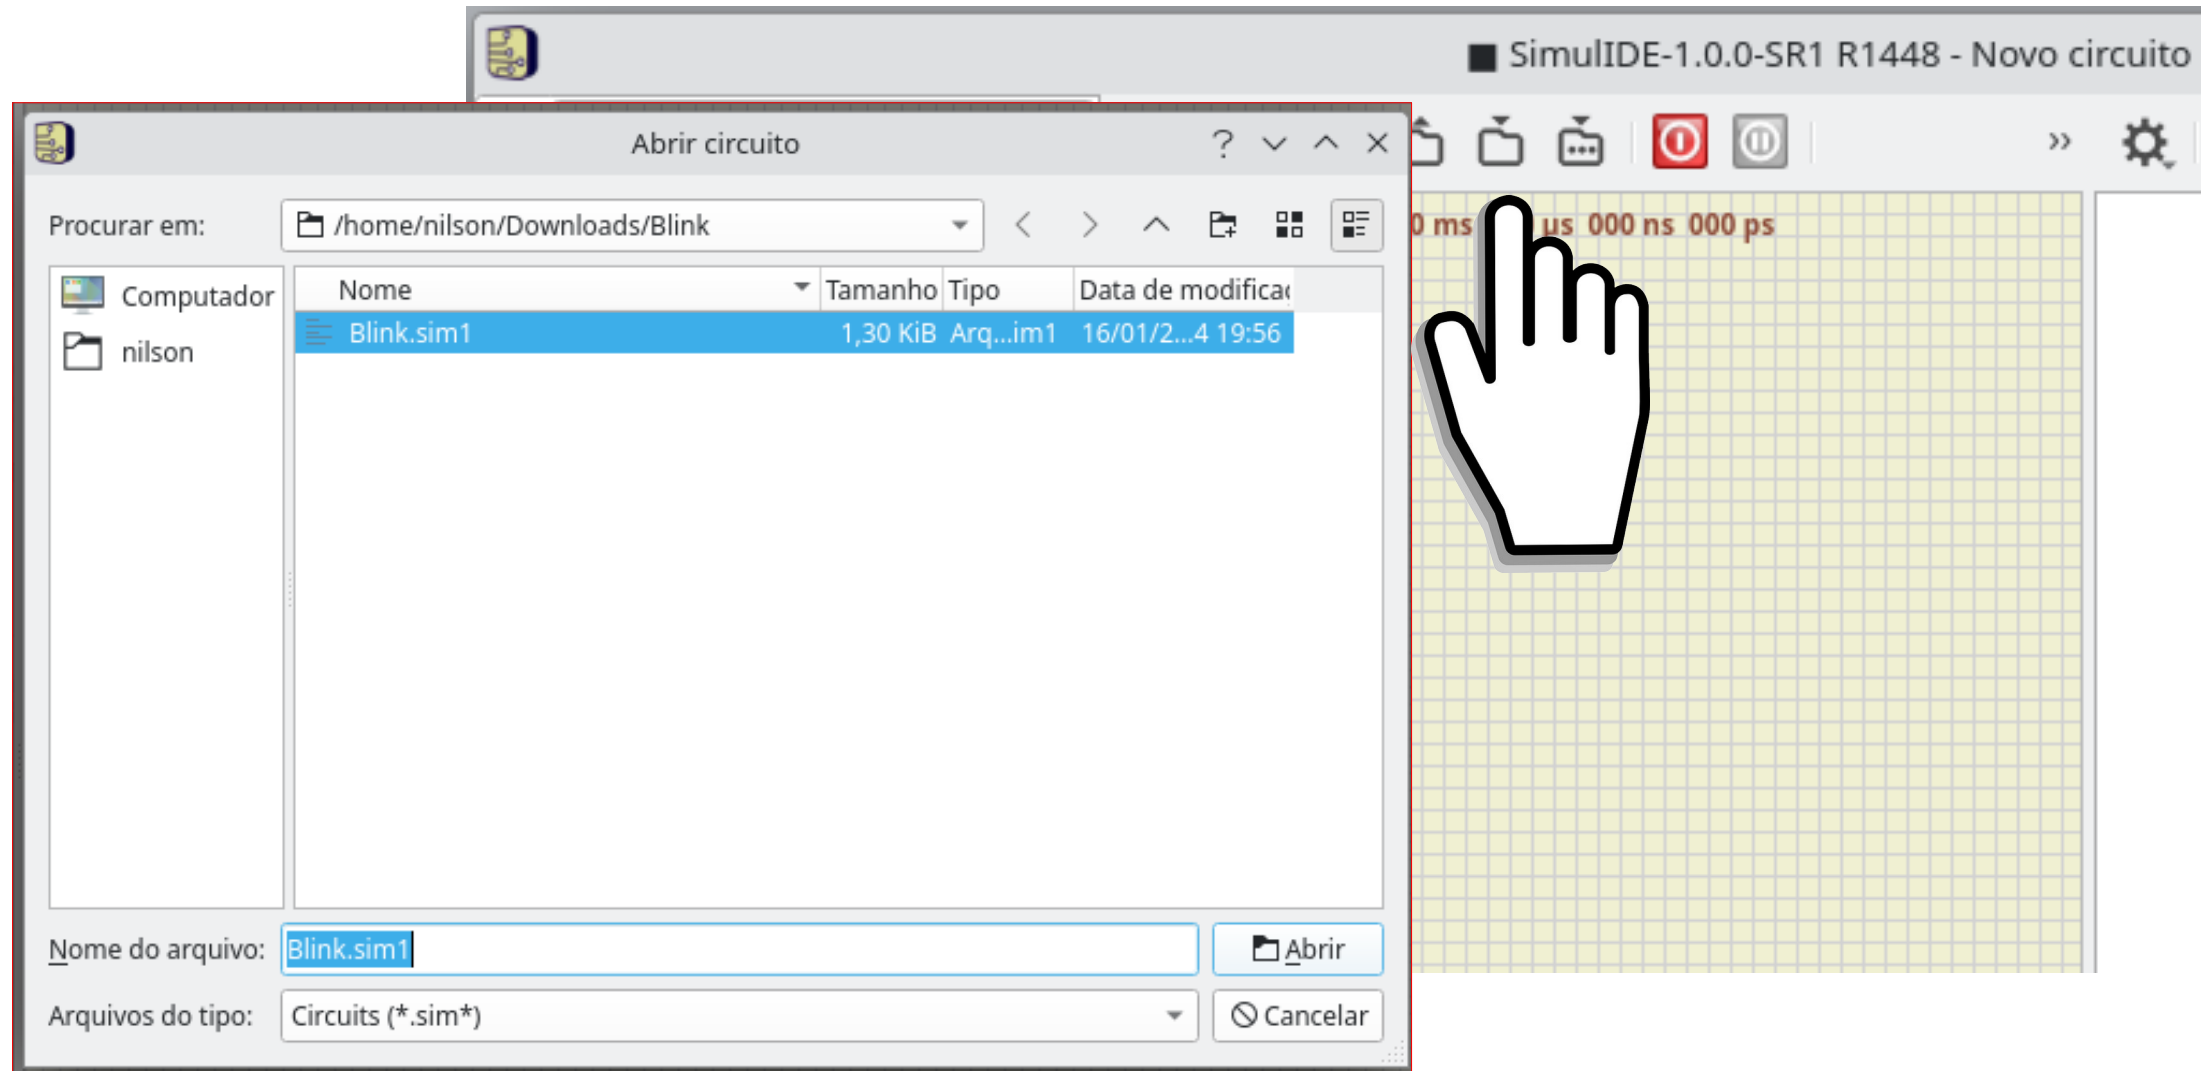 SimulIDE-1.0.0-SR1 R1448 - Novo circuito
Abrir circuito
Procurar em:
/home/nilson/Downloads/Blink
0 ms µs 000 ns 000 ps
Computador
nilson
Nome Tamanho Tipo Data de modificaç
Blink.sim1 1,30 KiB Arq...im1 16/01/2...4 19:56
Nome do arquivo: Blink.sim1 Abrir
Arquivos do tipo: Circuits (*.sim*) Cancelar